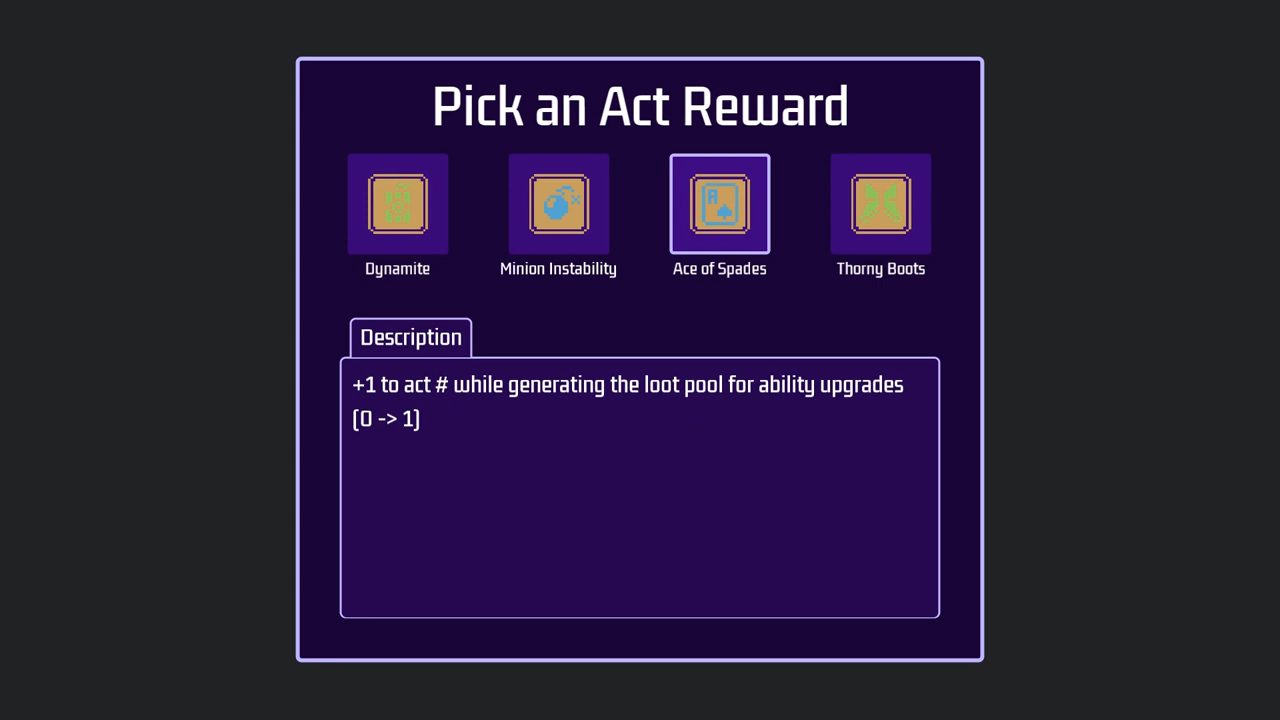 Pick an Act Reward
A
Dynamite
Minion Instability
Ace of Spades
Thorny Boots
Description
+1 to act # while generating the loot pool for ability upgrades
[0 -> 1]